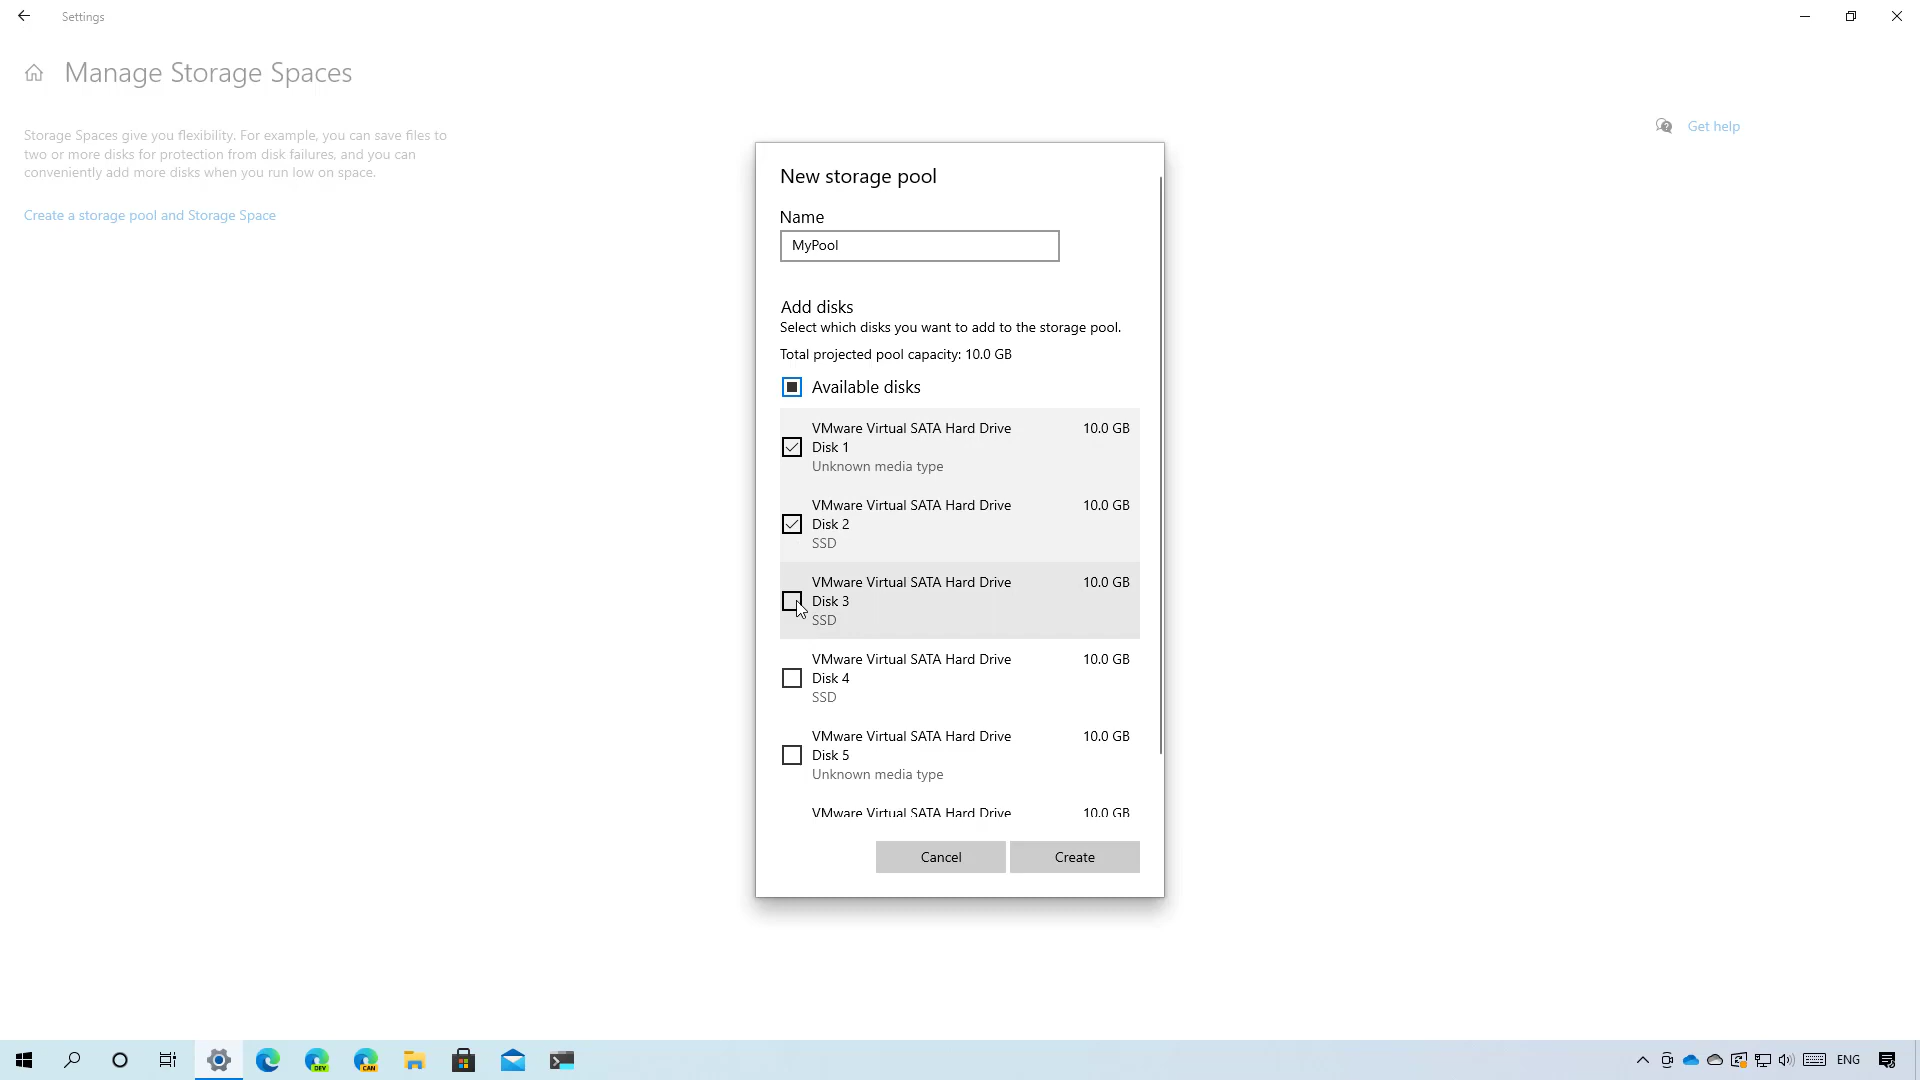 Settings
Manage Storage Spaces
Storage Spaces give you flexibility. For example, you can save files to
two or more disks for protection from disk failures, and you can
conveniently add more disks when you run low on space.
Create a storage pool and Storage Space
Get help
New storage pool
Name
MyPool
Add disks
Select which disks you want to add to the storage pool.
Total projected pool capacity: 10.0 GB
Available disks
VMware Virtual SATA Hard Drive 10.0 GB
Disk 1
Unknown media type
VMware Virtual SATA Hard Drive 10.0 GB
Disk 2
SSD
VMware Virtual SATA Hard Drive 10.0 GB
Disk 3
SSD
VMware Virtual SATA Hard Drive 10.0 GB
Disk 4
SSD
VMware Virtual SATA Hard Drive 10.0 GB
Disk 5
Unknown media type
VMware Virtual SATA Hard Drive 10.0 GB
Cancel Create
DEV CAN ENG